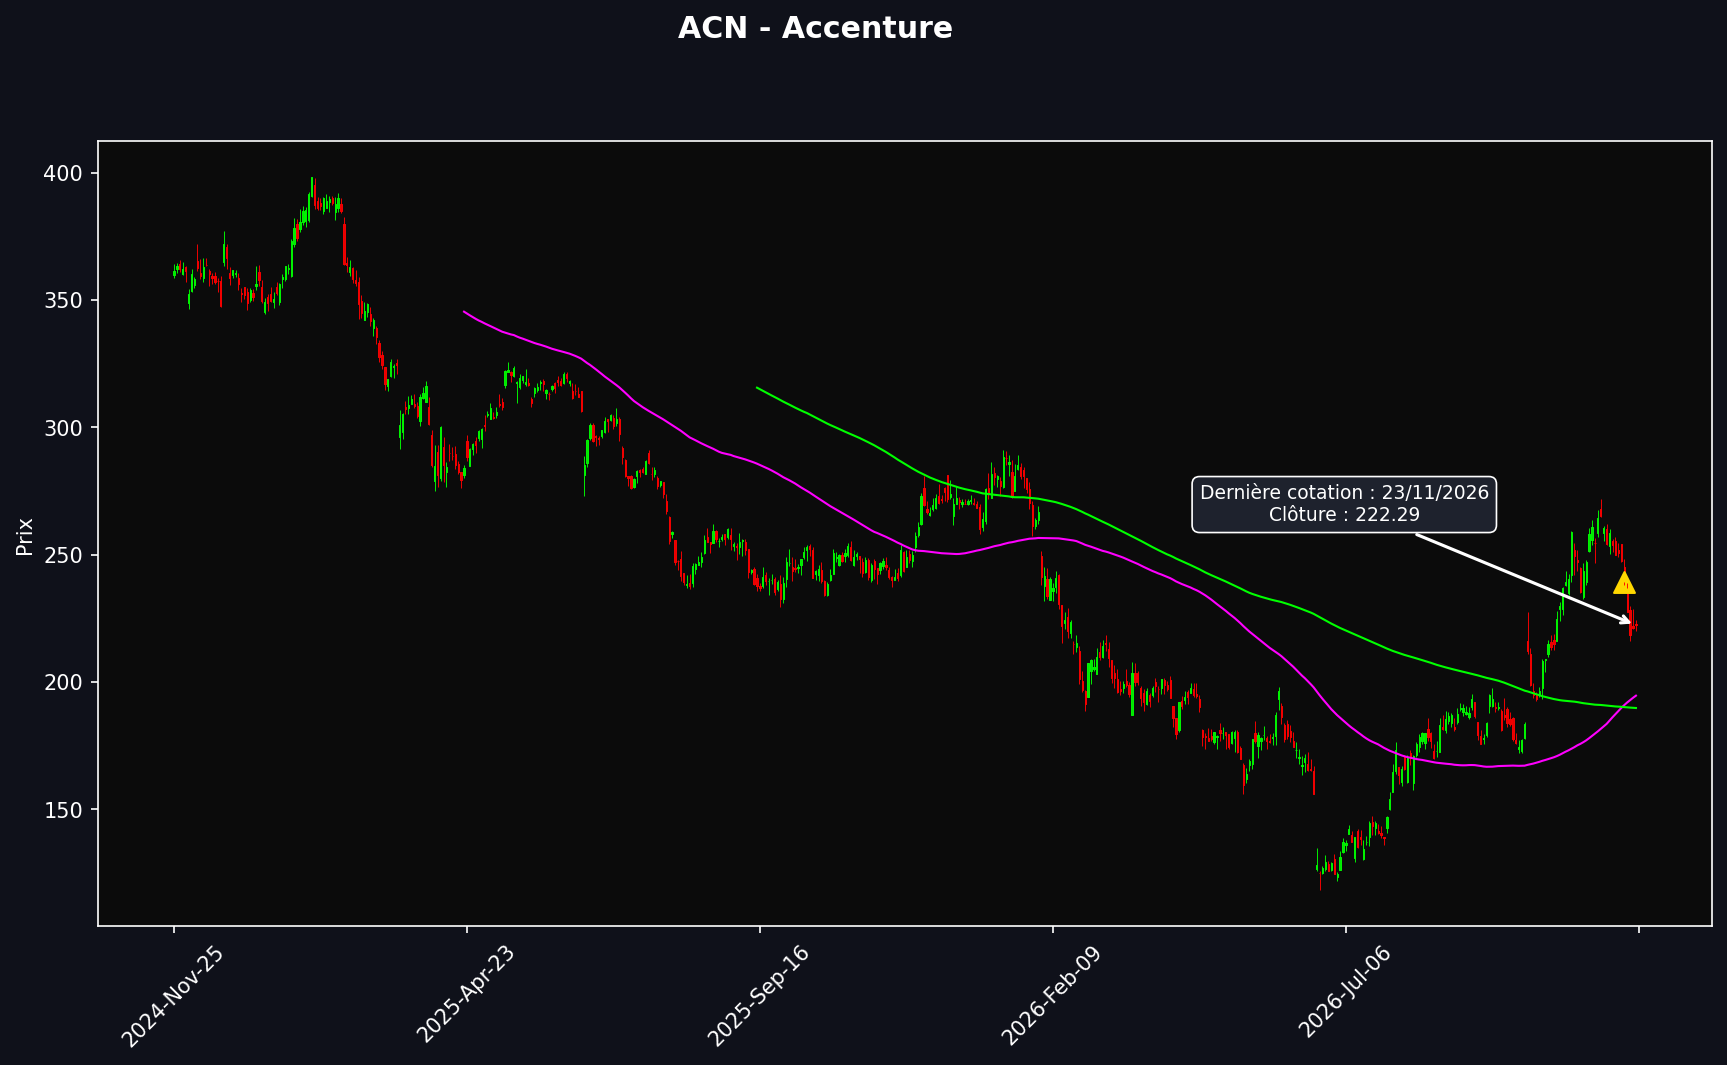 ACN - Accenture
400
350
300
250
200
150
Prix
Dernière cotation : 23/11/2026
Clôture : 222.29
2024-Nov-25
2025-Apr-23
2025-Sep-16
2026-Feb-09
2026-Jul-06